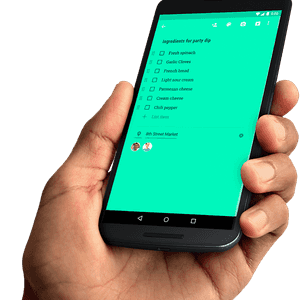 Ingredients for party dip
Fresh spinach
Garlic Cloves
French bread
Light sour cream
Parmesan cheese
Cream cheese
Chili pepper
List item
8th Street Market